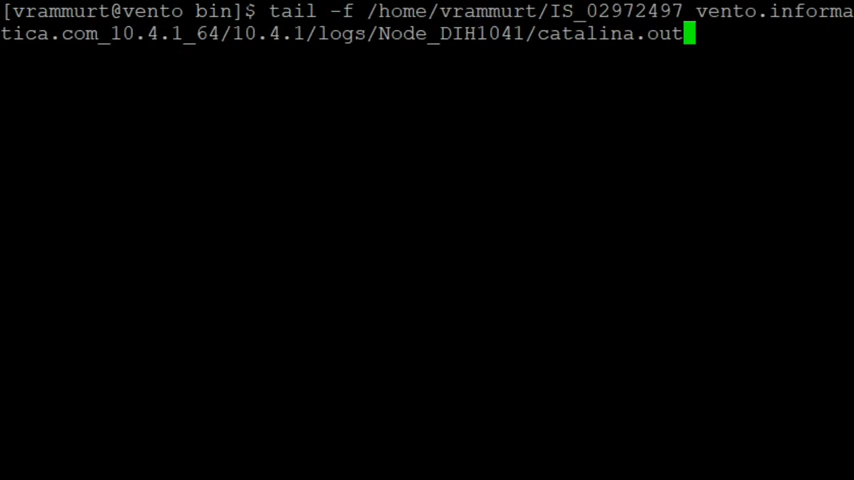 [vrammurt@vento bin]$ tail -f /home/vrammurt/IS_02972497_vento.informa
tica.com_10.4.1_64/10.4.1/logs/Node_DIH1041/catalina.out